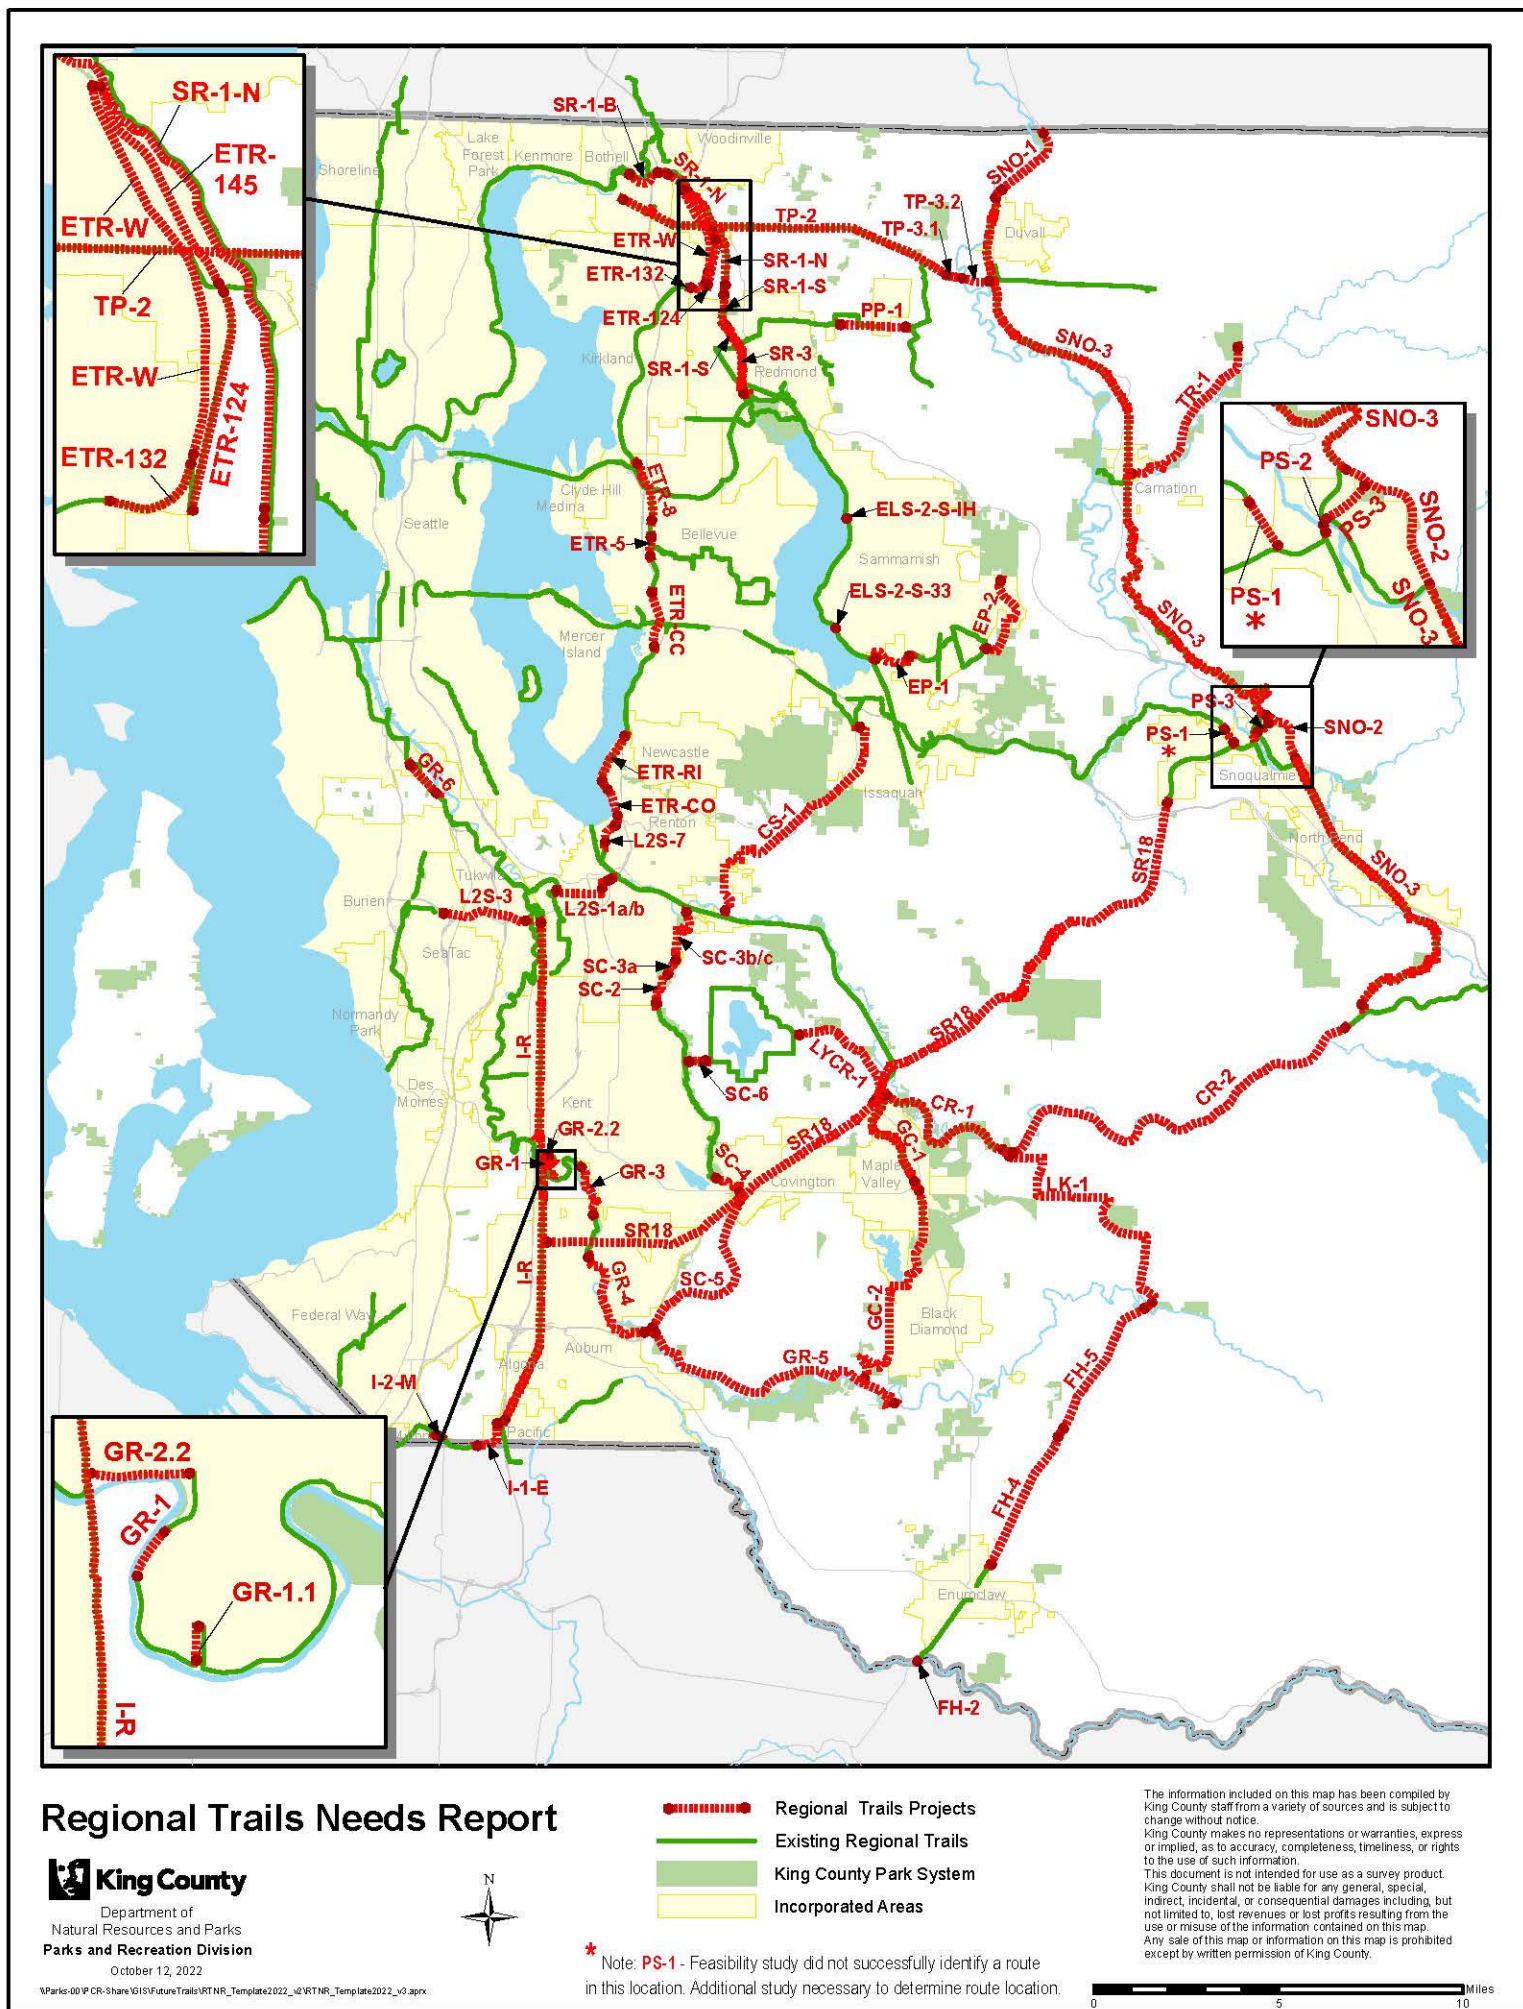 SR-1-N
ETR-
145
ETR-W
TP-2
ETR-W
ETR-124
ETR-132
SR-1-B
Woodinville
Lake
Forest
Park
Kenmore
Bothell
Shoreline
SR-1-N
SNO-1
TP-3.2
TP-2
TP-3.1
Duvall
ETR-W
SR-1-N
ETR-132
SR-1-S
ETR-124
PP-1
SNO-3
Kirkland
SR-1-S
SR-3
Redmond
TR-1
SNO-3
PS-2
PS-3
SNO-2
PS-1
*
SNO-3
Carnation
ETR-8
Clyde Hill
Medina
Seattle
ELS-2-S-IH
ETR-5
Bellevue
Sammamish
ELS-2-S-33
EP-2
ETR-CC
SNO-3
Mercer
Island
EP-1
PS-3
PS-1
*
SNO-2
Snoqualmie
Newcastle
ETR-RI
GR-6
ETR-CO
Issaquah
Renton
CS-1
L2S-7
North Bend
SR18
SNO-3
Tukwila
Burien
L2S-3
L2S-1a/b
SeaTac
SC-3b/c
SC-3a
SC-2
Normandy
Park
I-R
SR18
LYCR-1
Des
Moines
SC-6
CR-2
Kent
CR-1
GR-2.2
SR18
GC-1
GR-1
GR-3
SC-4
Maple
Valley
Covington
LK-1
SR18
I-R
GR-4
SC-5
GC-2
Federal Way
Black
Diamond
Auburn
Algona
GR-5
FH-5
I-2-M
Milton
Pacific
I-1-E
FH-4
Enumclaw
FH-2
GR-2.2
GR-1
GR-1.1
I-R
Regional Trails Needs Report
King County
Department of
Natural Resources and Parks
Parks and Recreation Division
October 12, 2022
\\Parks-00\PCR-Share\GIS\FutureTrails\RTNR_Template2022_v2\RTNR_Template2022_v3.aprx
N
Regional Trails Projects
Existing Regional Trails
King County Park System
Incorporated Areas
* Note: PS-1 - Feasibility study did not successfully identify a route
in this location. Additional study necessary to determine route location.
The information included on this map has been compiled by
King County staff from a variety of sources and is subject to
change without notice.
King County makes no representations or warranties, express
or implied, as to accuracy, completeness, timeliness, or rights
to the use of such information.
This document is not intended for use as a survey product.
King County shall not be liable for any general, special,
indirect, incidental, or consequential damages including, but
not limited to, lost revenues or lost profits resulting from the
use or misuse of the information contained on this map.
Any sale of this map or information on this map is prohibited
except by written permission of King County.
Miles
0 5 10